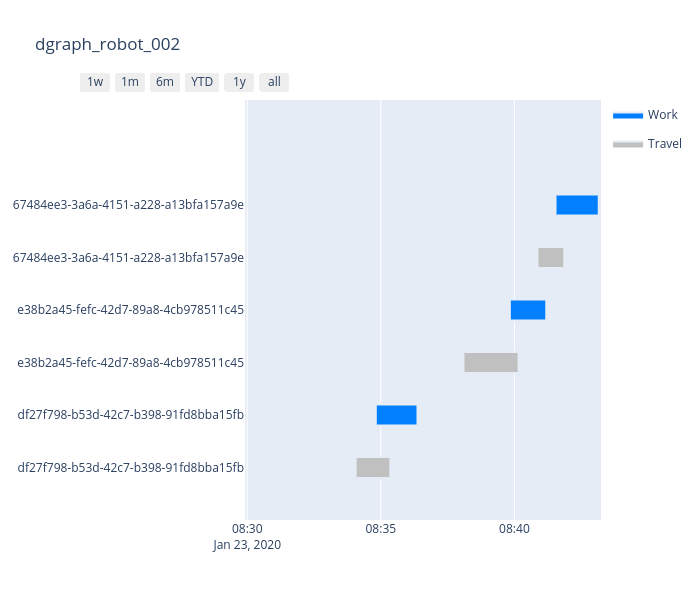 dgraph_robot_002
1w 1m 6m YTD 1y all
Work
Travel
67484ee3-3a6a-4151-a228-a13bfa157a9e
67484ee3-3a6a-4151-a228-a13bfa157a9e
e38b2a45-fefc-42d7-89a8-4cb978511c45
e38b2a45-fefc-42d7-89a8-4cb978511c45
df27f798-b53d-42c7-b398-91fd8bba15fb
df27f798-b53d-42c7-b398-91fd8bba15fb
08:30 08:35 08:40
Jan 23, 2020